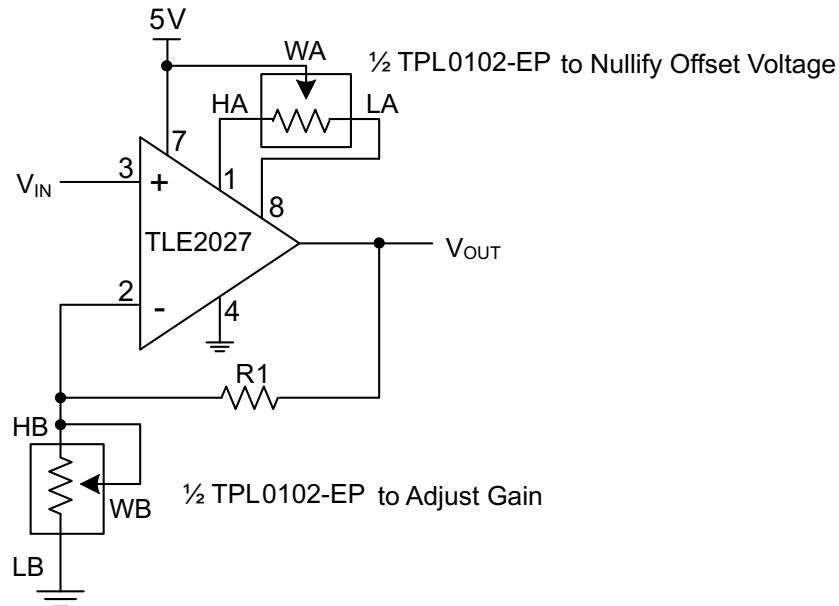 5V
WA
½ TPL0102-EP to Nullify Offset Voltage
HA
LA
7
3
1
VIN
+
8
TLE2027
VOUT
2
-
4
R1
HB
½ TPL0102-EP to Adjust Gain
WB
LB